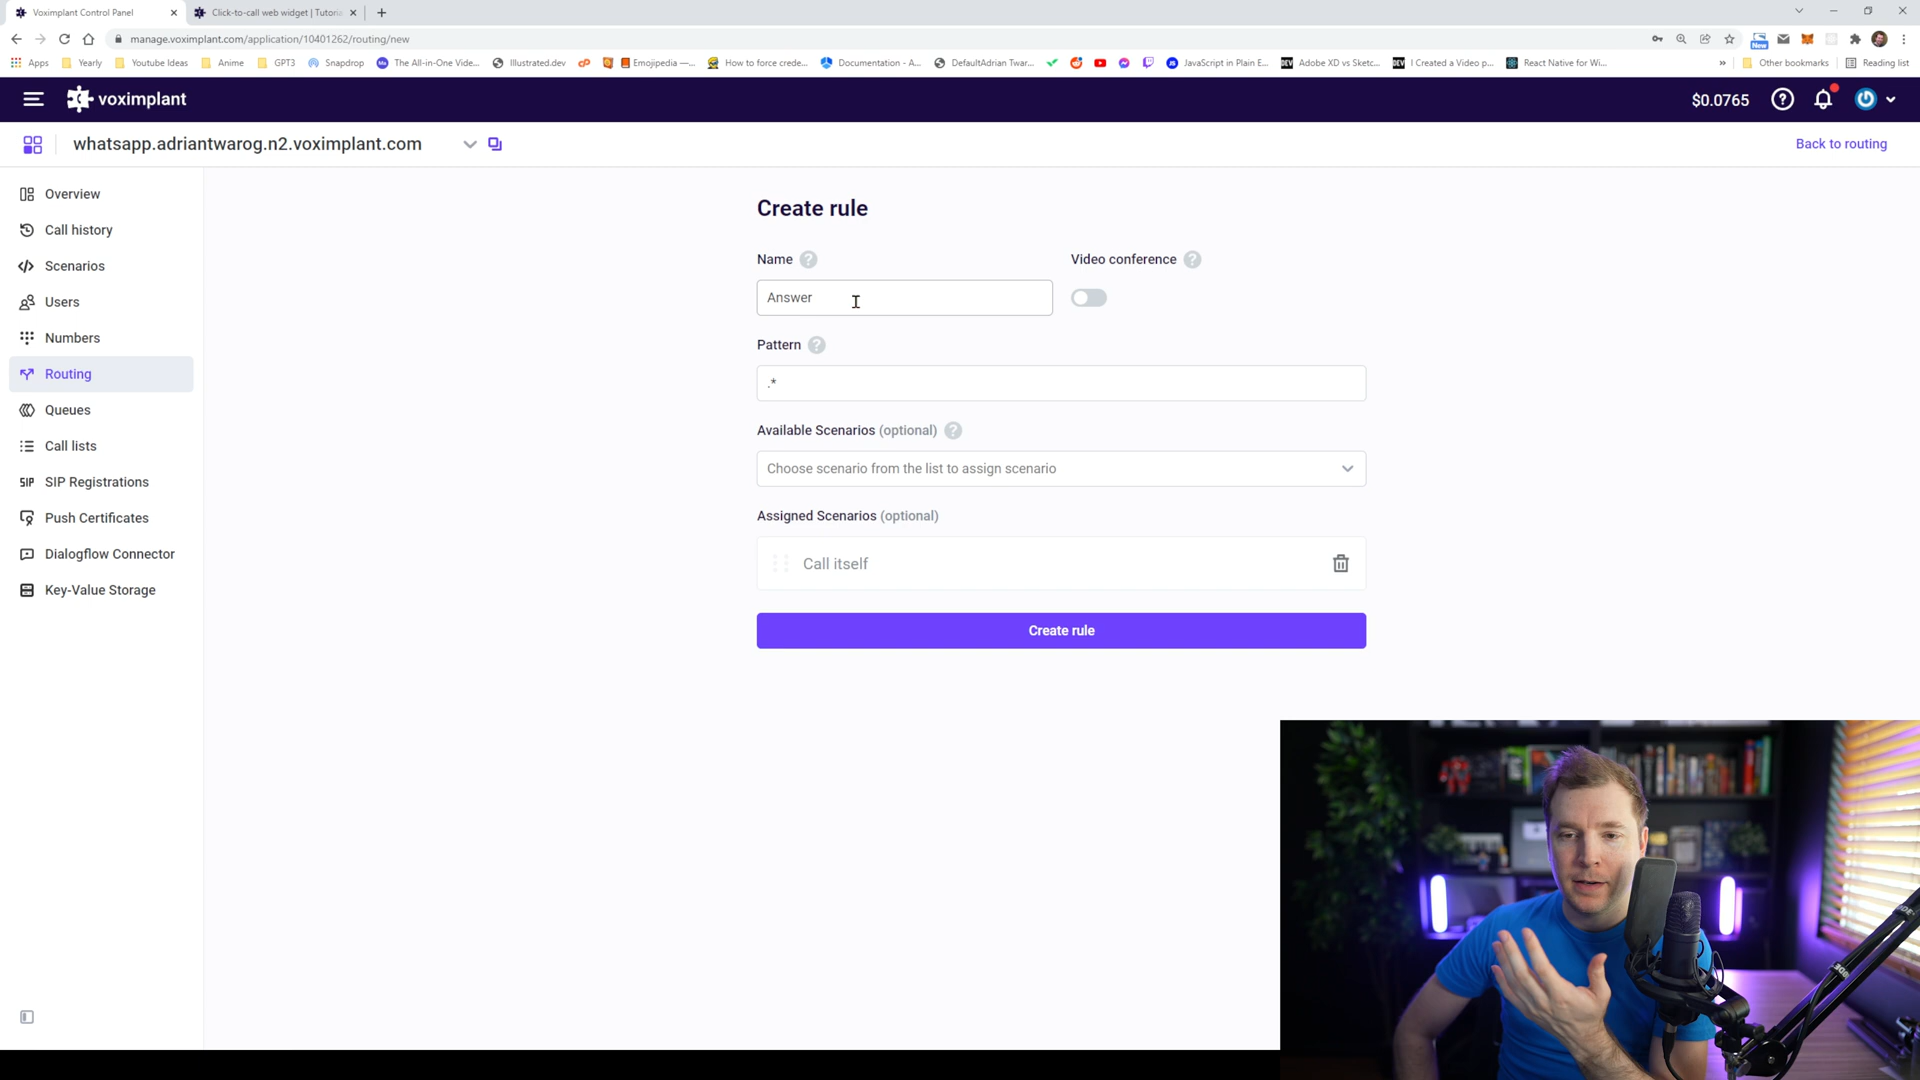 Voximplant Control Panel
Click-to-call web widget | Tutoria
manage.voximplant.com/application/10401262/routing/new
Apps
Yearly
Youtube Ideas
Anime
GPT3
Snapdrop
The All-in-One Vide...
Illustrated.dev
Emojipedia —...
How to force crede...
Documentation - A...
DefaultAdrian Twar...
JavaScript in Plain E...
Adobe XD vs Sketc...
I Created a Video p...
React Native for Wi...
»
Other bookmarks
Reading list
New
voximplant
$0.0765
whatsapp.adriantwarog.n2.voximplant.com
Back to routing
Overview
Call history
Scenarios
Users
Numbers
Routing
Queues
Call lists
SIP SIP Registrations
Push Certificates
Dialogflow Connector
Key-Value Storage
Create rule
Name ?
Video conference ?
Answer
Pattern ?
.*
Available Scenarios (optional) ?
Choose scenario from the list to assign scenario
Assigned Scenarios (optional)
Call itself
Create rule